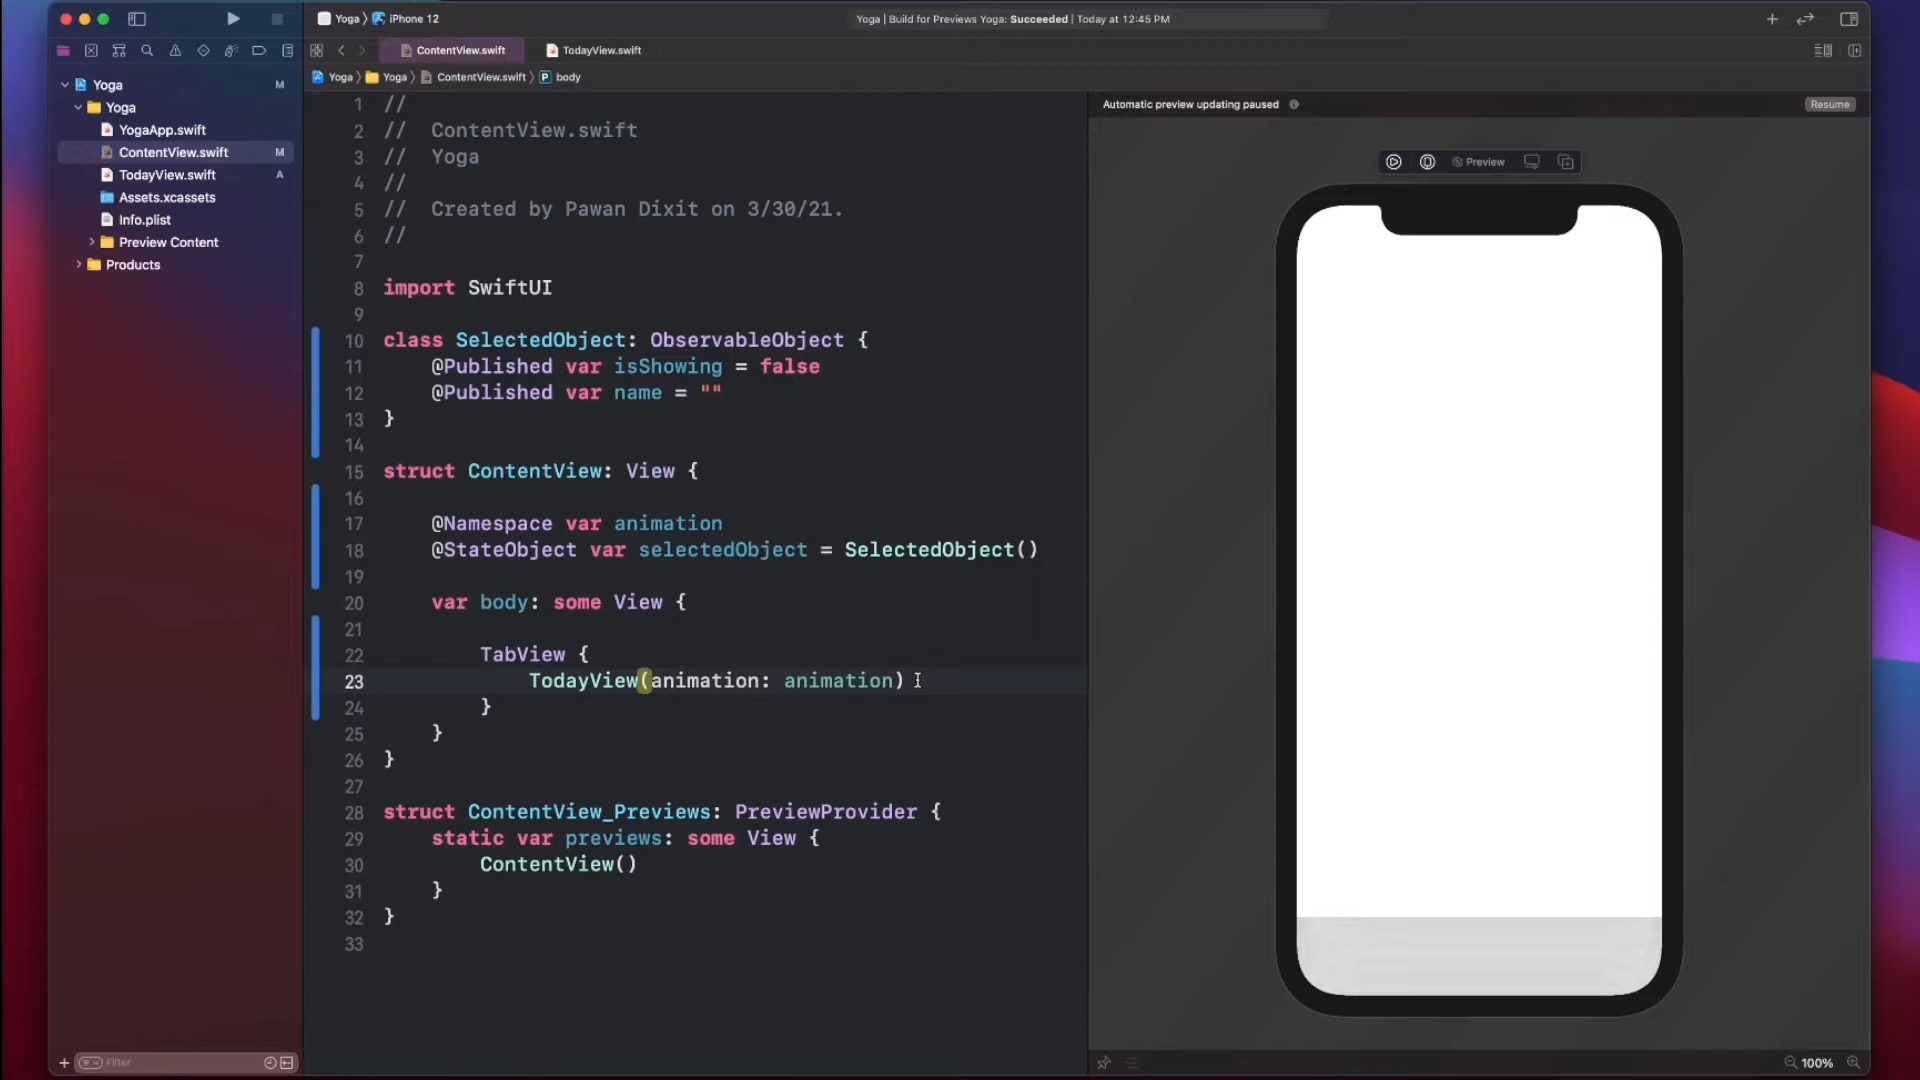 Yoga 〉 iPhone 12
Yoga | Build for Previews Yoga: Succeeded | Today at 12:45 PM
ContentView.swift
TodayView.swift
Yoga 〉 Yoga 〉 ContentView.swift 〉 P body
Yoga M
Yoga
YogaApp.swift
ContentView.swift M
TodayView.swift A
Assets.xcassets
Info.plist
Preview Content
Products
Filter
1 //
2 //  ContentView.swift
3 //  Yoga
4 //
5 //  Created by Pawan Dixit on 3/30/21.
6 //
7
8 import SwiftUI
9
10 class SelectedObject: ObservableObject {
11     @Published var isShowing = false
12     @Published var name = ""
13 }
14
15 struct ContentView: View {
16
17     @Namespace var animation
18     @StateObject var selectedObject = SelectedObject()
19
20     var body: some View {
21
22         TabView {
23             TodayView(animation: animation)
24         }
25     }
26 }
27
28 struct ContentView_Previews: PreviewProvider {
29     static var previews: some View {
30         ContentView()
31     }
32 }
33
Automatic preview updating paused
Resume
Preview
100%